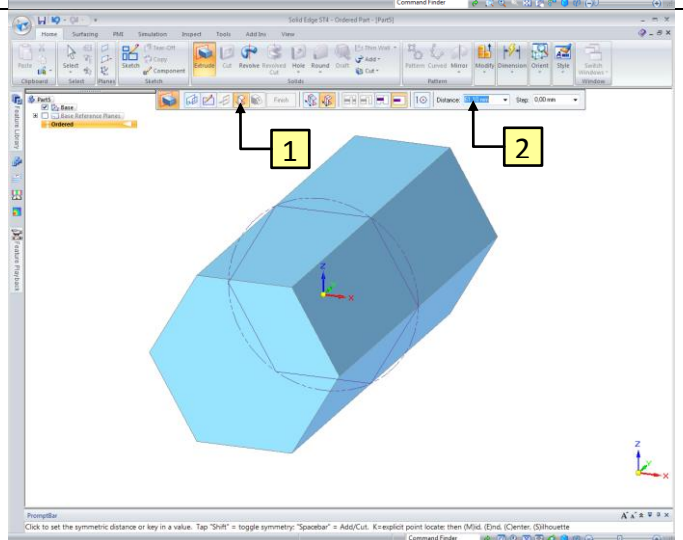 Command Finder
Solid Edge ST4 - Ordered Part - [Part5]
Home Surfacing PMI Simulation Inspect Tools Add Ins View
Paste Select Sketch Tear-Off Extrude Cut Revolve Revolved Hole Round Draft Thin Wall Pattern Curved Mirror Modify Dimension Orient Style Switch
Copy Cut Add Windows
Component Cut
Clipboard Select Planes Sketch Solids Pattern Window
Part5
Base
Base Reference Planes
Ordered
Finish
Distance: Step: 0,00 mm
Feature Library
1
2
Feature Playback
Z
X
Z
X
PromptBar
Click to set the symmetric distance or key in a value. Tap "Shift" = toggle symmetry: "Spacebar" = Add/Cut. K=explicit point locate: then (M)id. (E)nd. (C)enter. (S)ilhouette
Command Finder